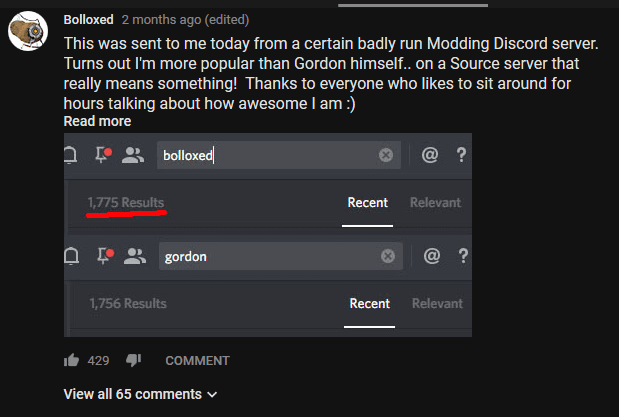 Bolloxed 2 months ago (edited)
This was sent to me today from a certain badly run Modding Discord server.
Turns out I'm more popular than Gordon himself.. on a Source server that
really means something!  Thanks to everyone who likes to sit around for
hours talking about how awesome I am :)
Read more
bolloxed @ ?
1,775 Results Recent Relevant
gordon @ ?
1,756 Results Recent Relevant
429 COMMENT
View all 65 comments